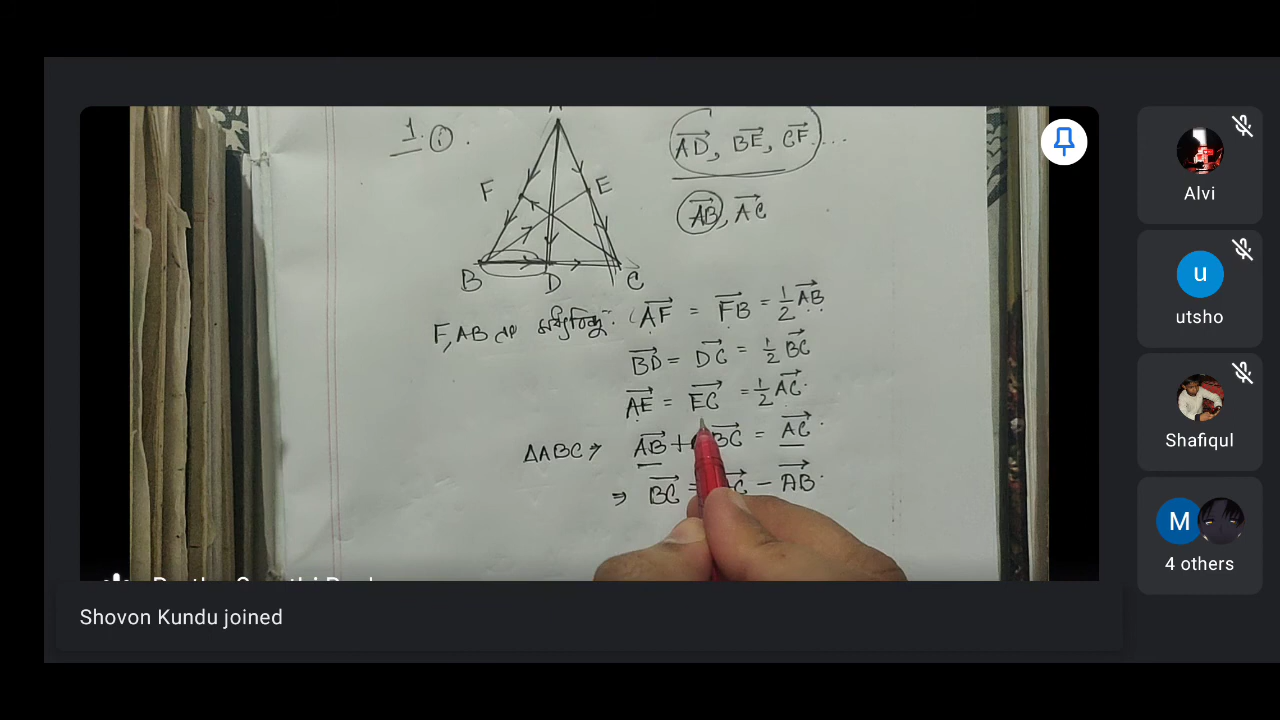 1. (i).
A
F
E
B
D
C
AD, BE, CF ...
AB, AC
F, AB এর মধ্যবিন্দু. AF = FB = 1/2 AB
BD = DC = 1/2 BC
AE = EC = 1/2 AC.
ΔABC ⇒ AB + BC = AC.
⇒ BC = AC - AB.
Alvi
u
utsho
Shafiqul
M
4 others
Shovon Kundu joined